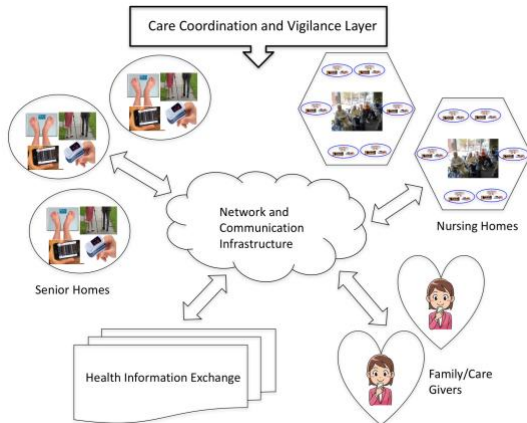 Care Coordination and Vigilance Layer
Network and
Communication
Infrastructure
Nursing Homes
Senior Homes
Health Information Exchange
Family/Care
Givers